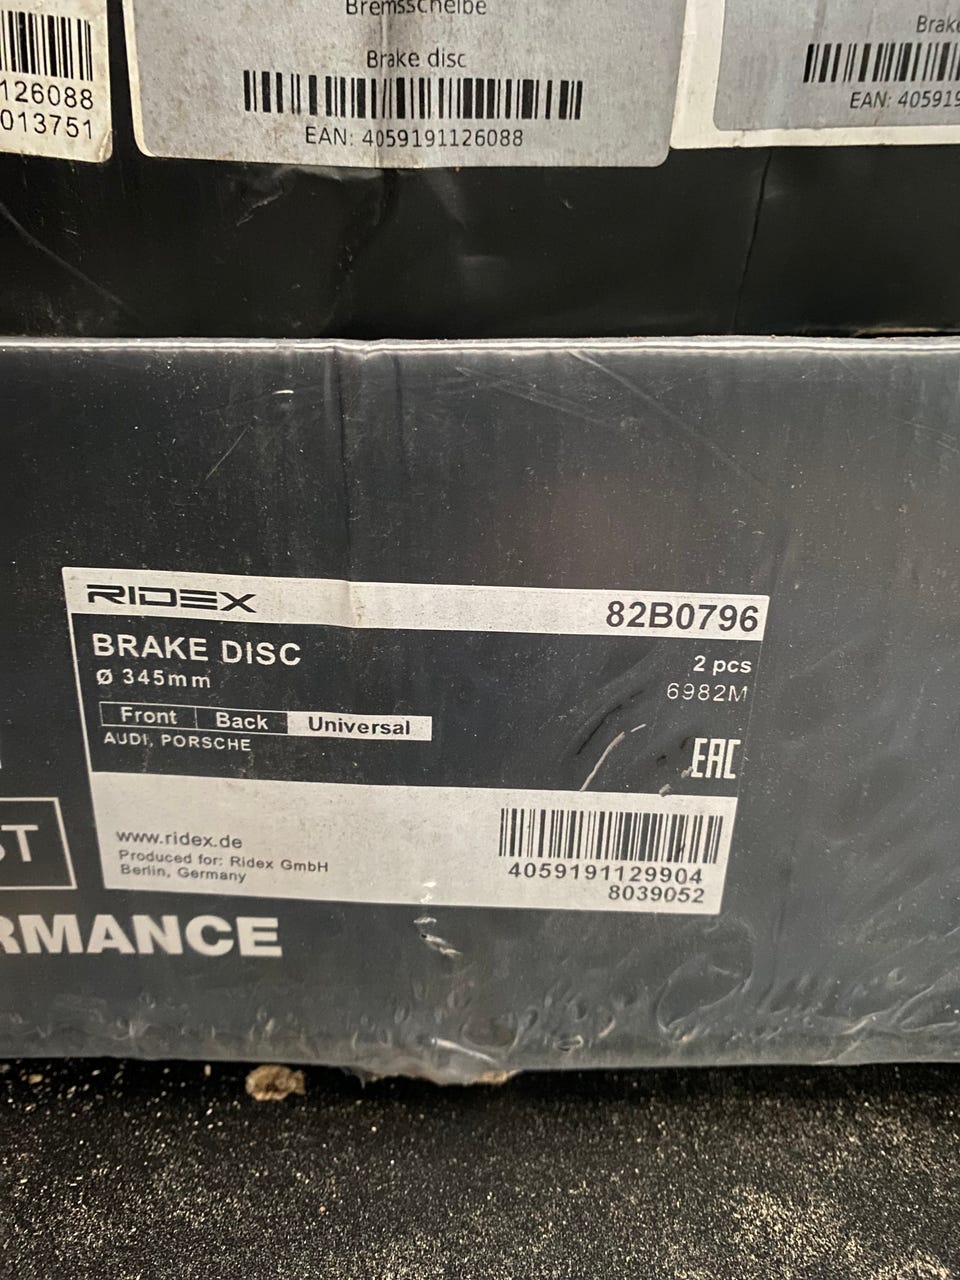 Bremsscheibe
Brake disc
EAN: 4059191126088
126088
013751
Brake
EAN: 405919
RIDEX
82B0796
BRAKE DISC
2 pcs
Ø 345mm
6982M
Front Back Universal
AUDI, PORSCHE
EAC
www.ridex.de
Produced for: Ridex GmbH
Berlin, Germany
4059191129904
8039052
ST
RMANCE